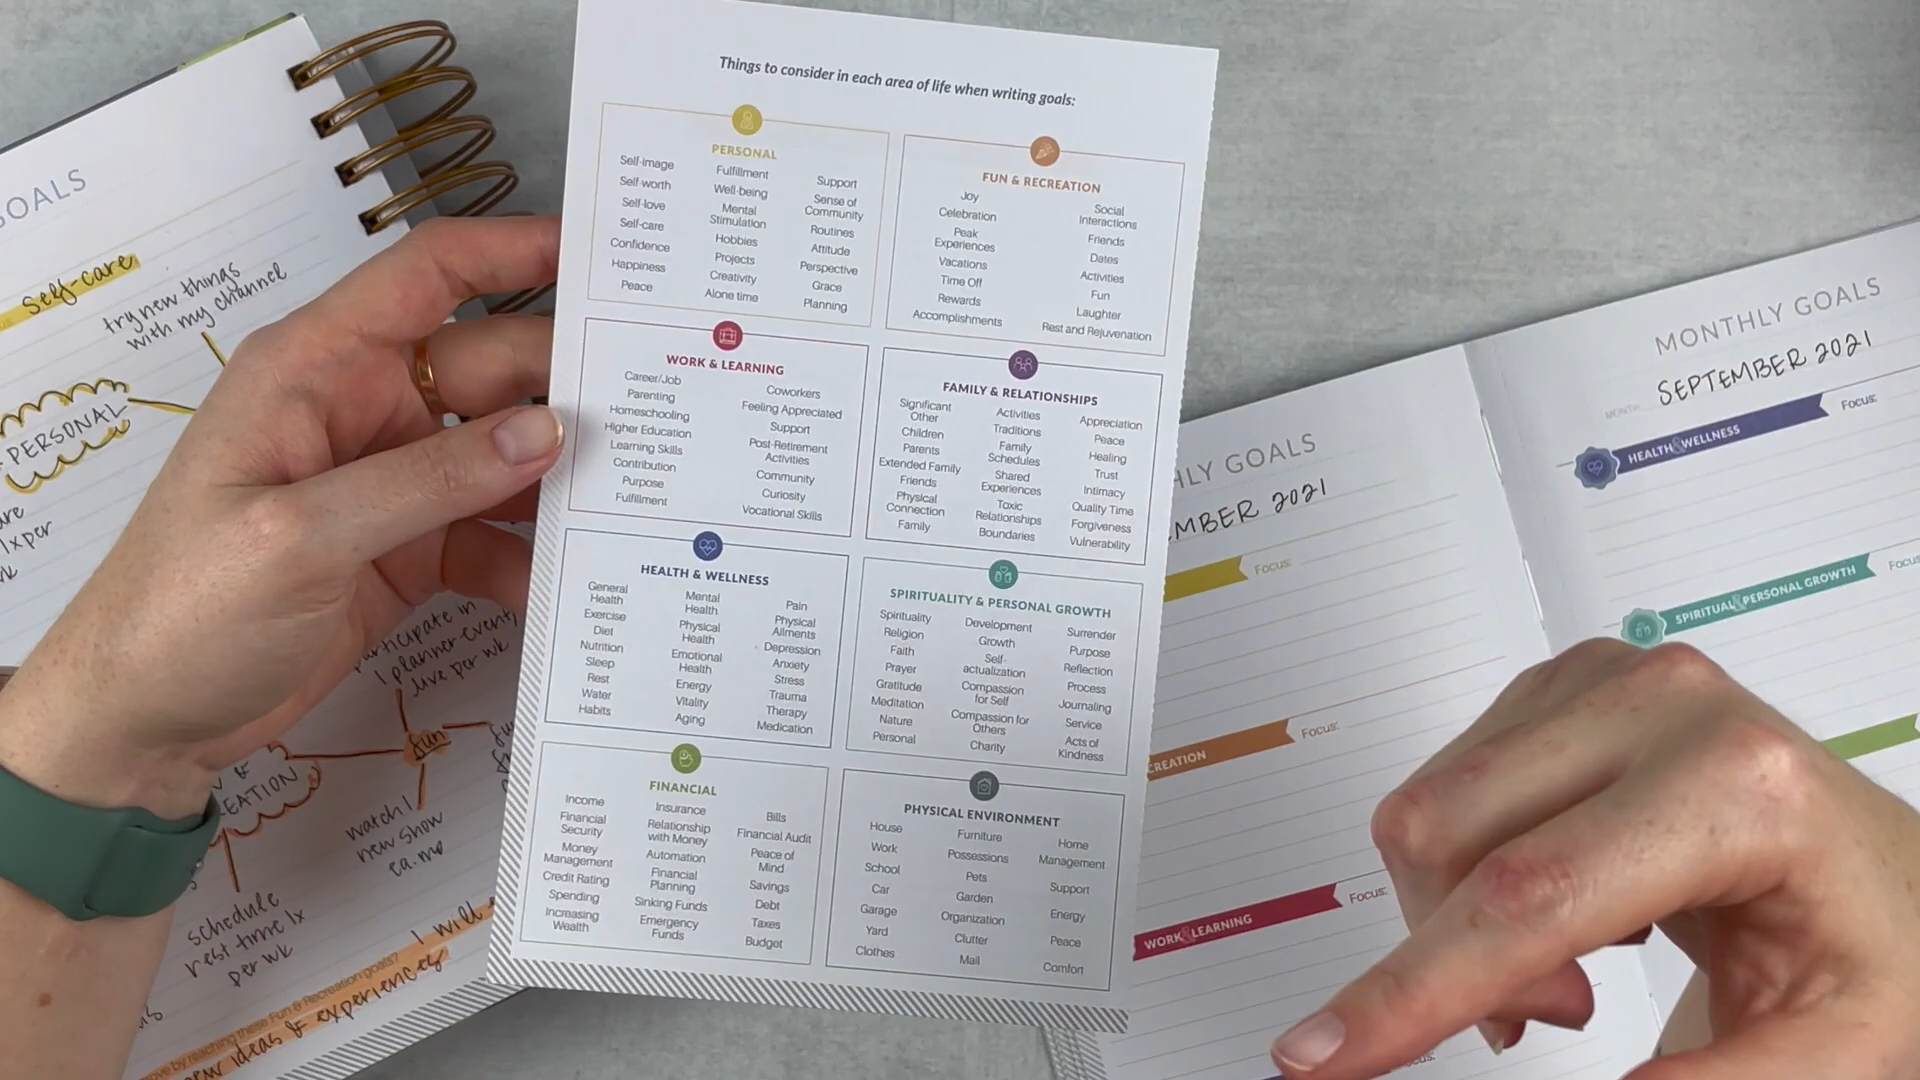 GOALS
self-care
try new things
with my channel
PERSONAL
1x per
wk
participate in
1 planner event/
live per wk
fun
&
watch 1
new show
ea. mo
schedule
rest time 1x
per wk
I will
by reaching these Fun & Recreation goals?
new ideas & experiences
Things to consider in each area of life when writing goals:
PERSONAL
Self-image
Self-worth
Self-love
Self-care
Confidence
Happiness
Peace
Fulfillment
Well-being
Mental
Stimulation
Hobbies
Projects
Creativity
Alone time
Support
Sense of
Community
Routines
Attitude
Perspective
Grace
Planning
FUN & RECREATION
Joy
Celebration
Peak
Experiences
Vacations
Time Off
Rewards
Accomplishments
Social
Interactions
Friends
Dates
Activities
Fun
Laughter
Rest and Rejuvenation
WORK & LEARNING
Career/Job
Parenting
Homeschooling
Higher Education
Learning Skills
Contribution
Purpose
Fulfillment
Coworkers
Feeling Appreciated
Support
Post-Retirement
Activities
Community
Curiosity
Vocational Skills
FAMILY & RELATIONSHIPS
Significant
Other
Children
Parents
Extended Family
Friends
Physical
Connection
Family
Activities
Traditions
Family
Schedules
Shared
Experiences
Toxic
Relationships
Boundaries
Appreciation
Peace
Healing
Trust
Intimacy
Quality Time
Forgiveness
Vulnerability
HEALTH & WELLNESS
General
Health
Exercise
Diet
Nutrition
Sleep
Rest
Water
Habits
Mental
Health
Physical
Health
Emotional
Health
Energy
Vitality
Aging
Pain
Physical
Ailments
Depression
Anxiety
Stress
Trauma
Therapy
Medication
SPIRITUALITY & PERSONAL GROWTH
Spirituality
Religion
Faith
Prayer
Gratitude
Meditation
Nature
Personal
Development
Growth
Self-
actualization
Compassion
for Self
Compassion for
Others
Charity
Surrender
Purpose
Reflection
Process
Journaling
Service
Acts of
Kindness
FINANCIAL
Income
Financial
Security
Money
Management
Credit Rating
Spending
Increasing
Wealth
Insurance
Relationship
with Money
Automation
Financial
Planning
Sinking Funds
Emergency
Funds
Bills
Financial Audit
Peace of
Mind
Savings
Debt
Taxes
Budget
PHYSICAL ENVIRONMENT
House
Work
School
Car
Garage
Yard
Clothes
Furniture
Possessions
Pets
Garden
Organization
Clutter
Mail
Home
Management
Support
Energy
Peace
Comfort
HLY GOALS
EMBER 2021
Focus:
CREATION
Focus:
WORK & LEARNING
Focus:
MONTHLY GOALS
MONTH SEPTEMBER 2021
HEALTH & WELLNESS
Focus:
SPIRITUAL & PERSONAL GROWTH